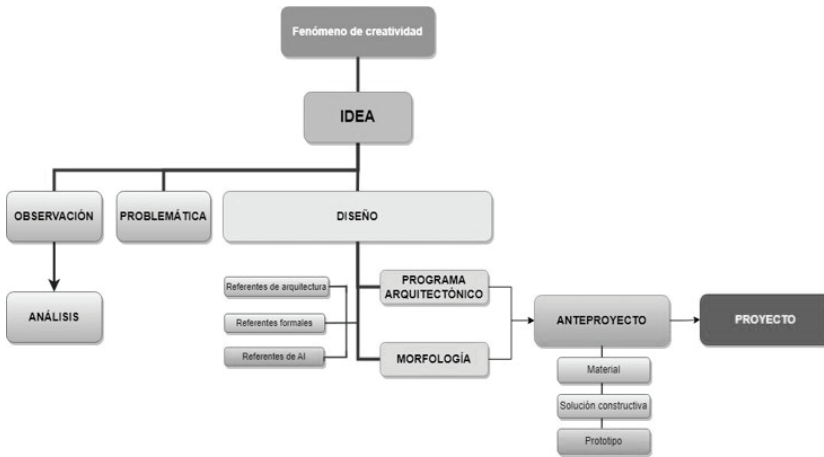 Fenómeno de creatividad
IDEA
OBSERVACIÓN
PROBLEMÁTICA
DISEÑO
ANÁLISIS
Referentes de arquitectura
Referentes formales
Referentes de AI
PROGRAMA
ARQUITECTÓNICO
MORFOLOGÍA
ANTEPROYECTO
PROYECTO
Material
Solución constructiva
Prototipo